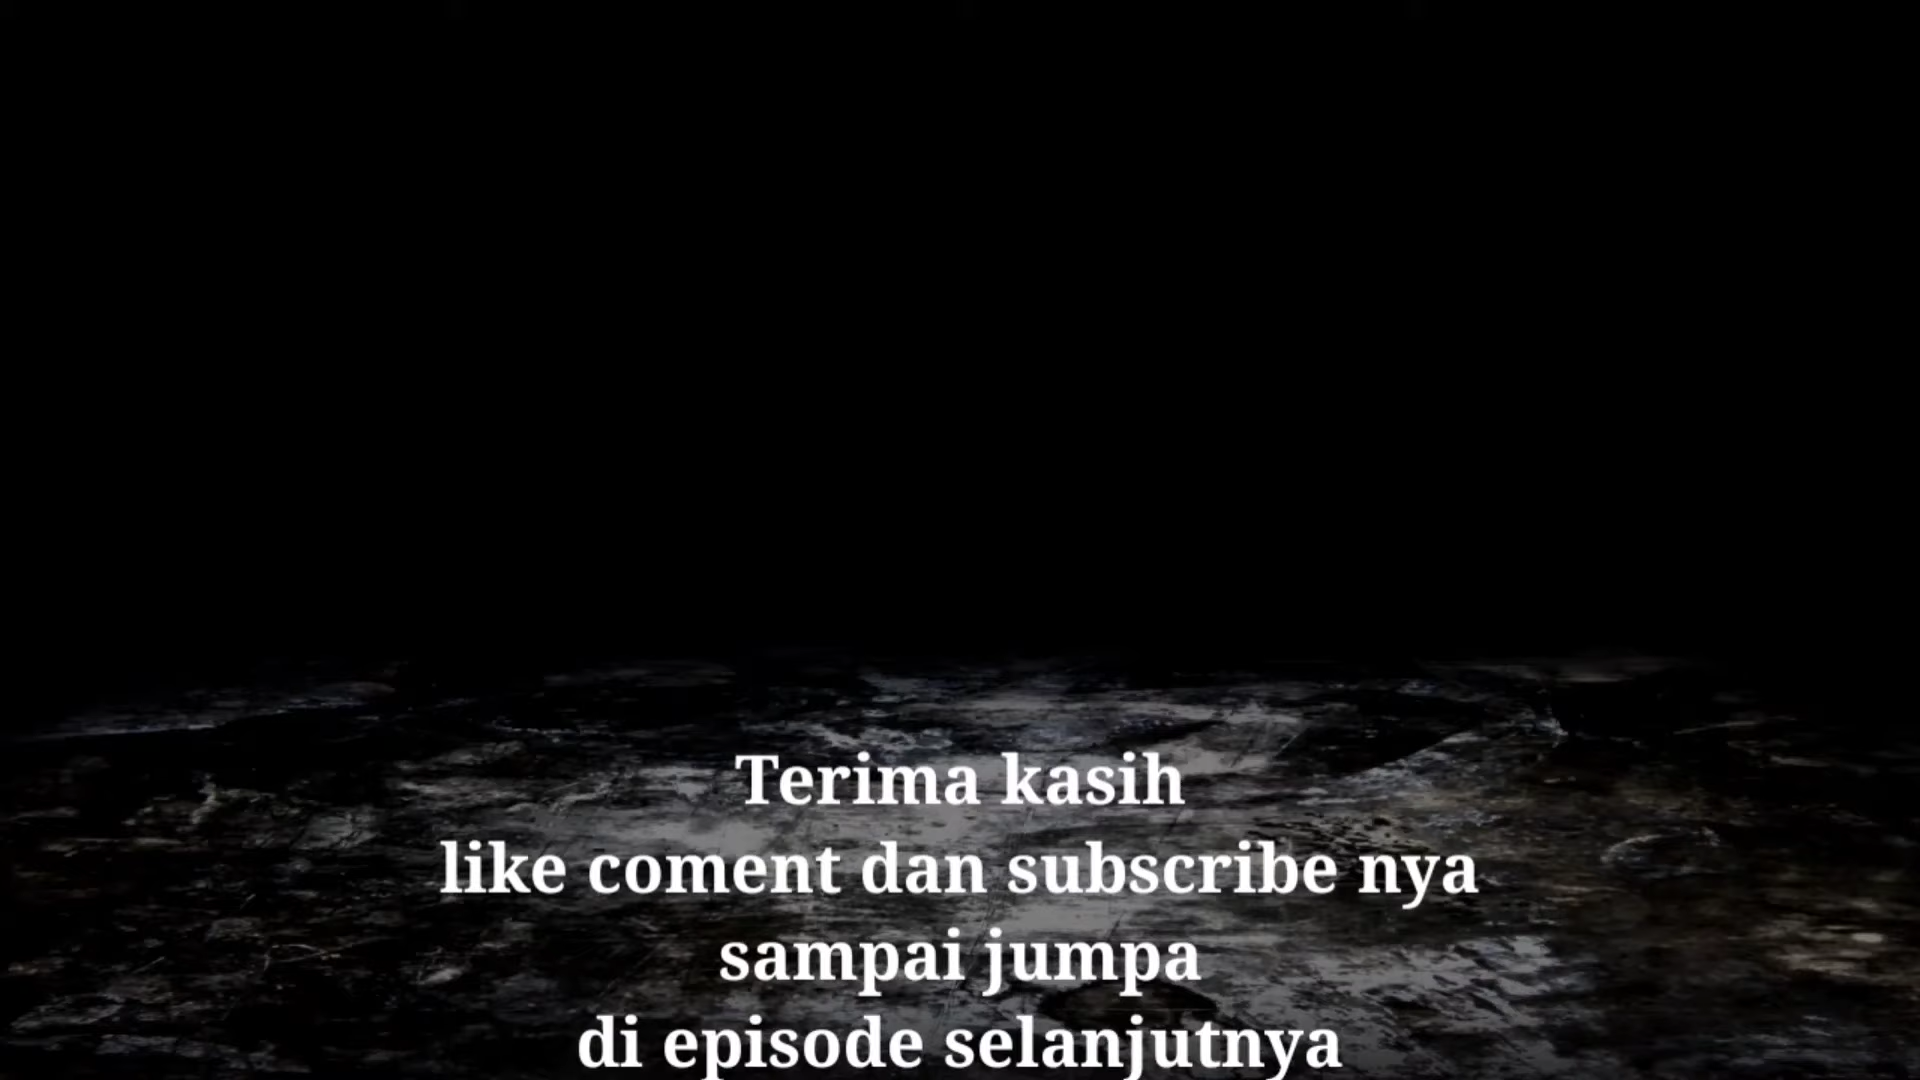 Terima kasih
like coment dan subscribe nya
sampai jumpa
di episode selanjutnya